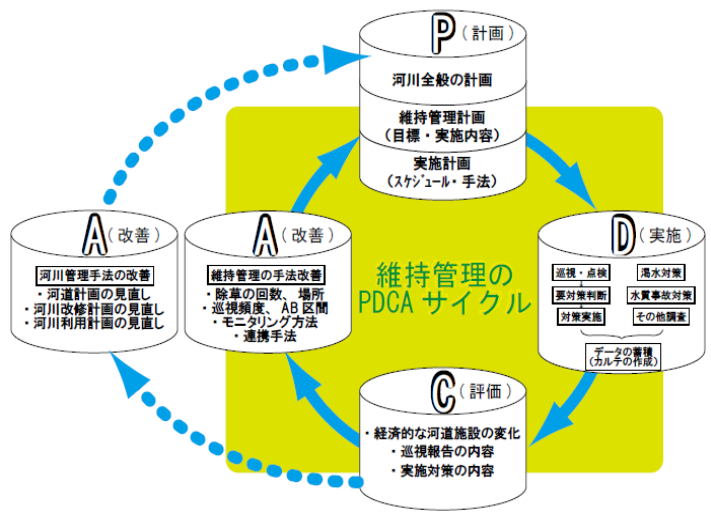 P(計画)
河川全般の計画
維持管理計画
(目標・実施内容)
実施計画
(ｽｹｼﾞｭｰﾙ・手法)
A(改善)
河川管理手法の改善
・河道計画の見直し
・河川改修計画の見直し
・河川利用計画の見直し
A(改善)
維持管理の手法改善
・除草の回数、場所
・巡視頻度、AB区間
・モニタリング方法
・連携手法
維持管理の
PDCAサイクル
D(実施)
巡視・点検
渇水対策
要対策判断
水質事故対策
対策実施
その他調査
データの蓄積
(カルテの作成)
C(評価)
・経済的な河道施設の変化
・巡視報告の内容
・実施対策の内容